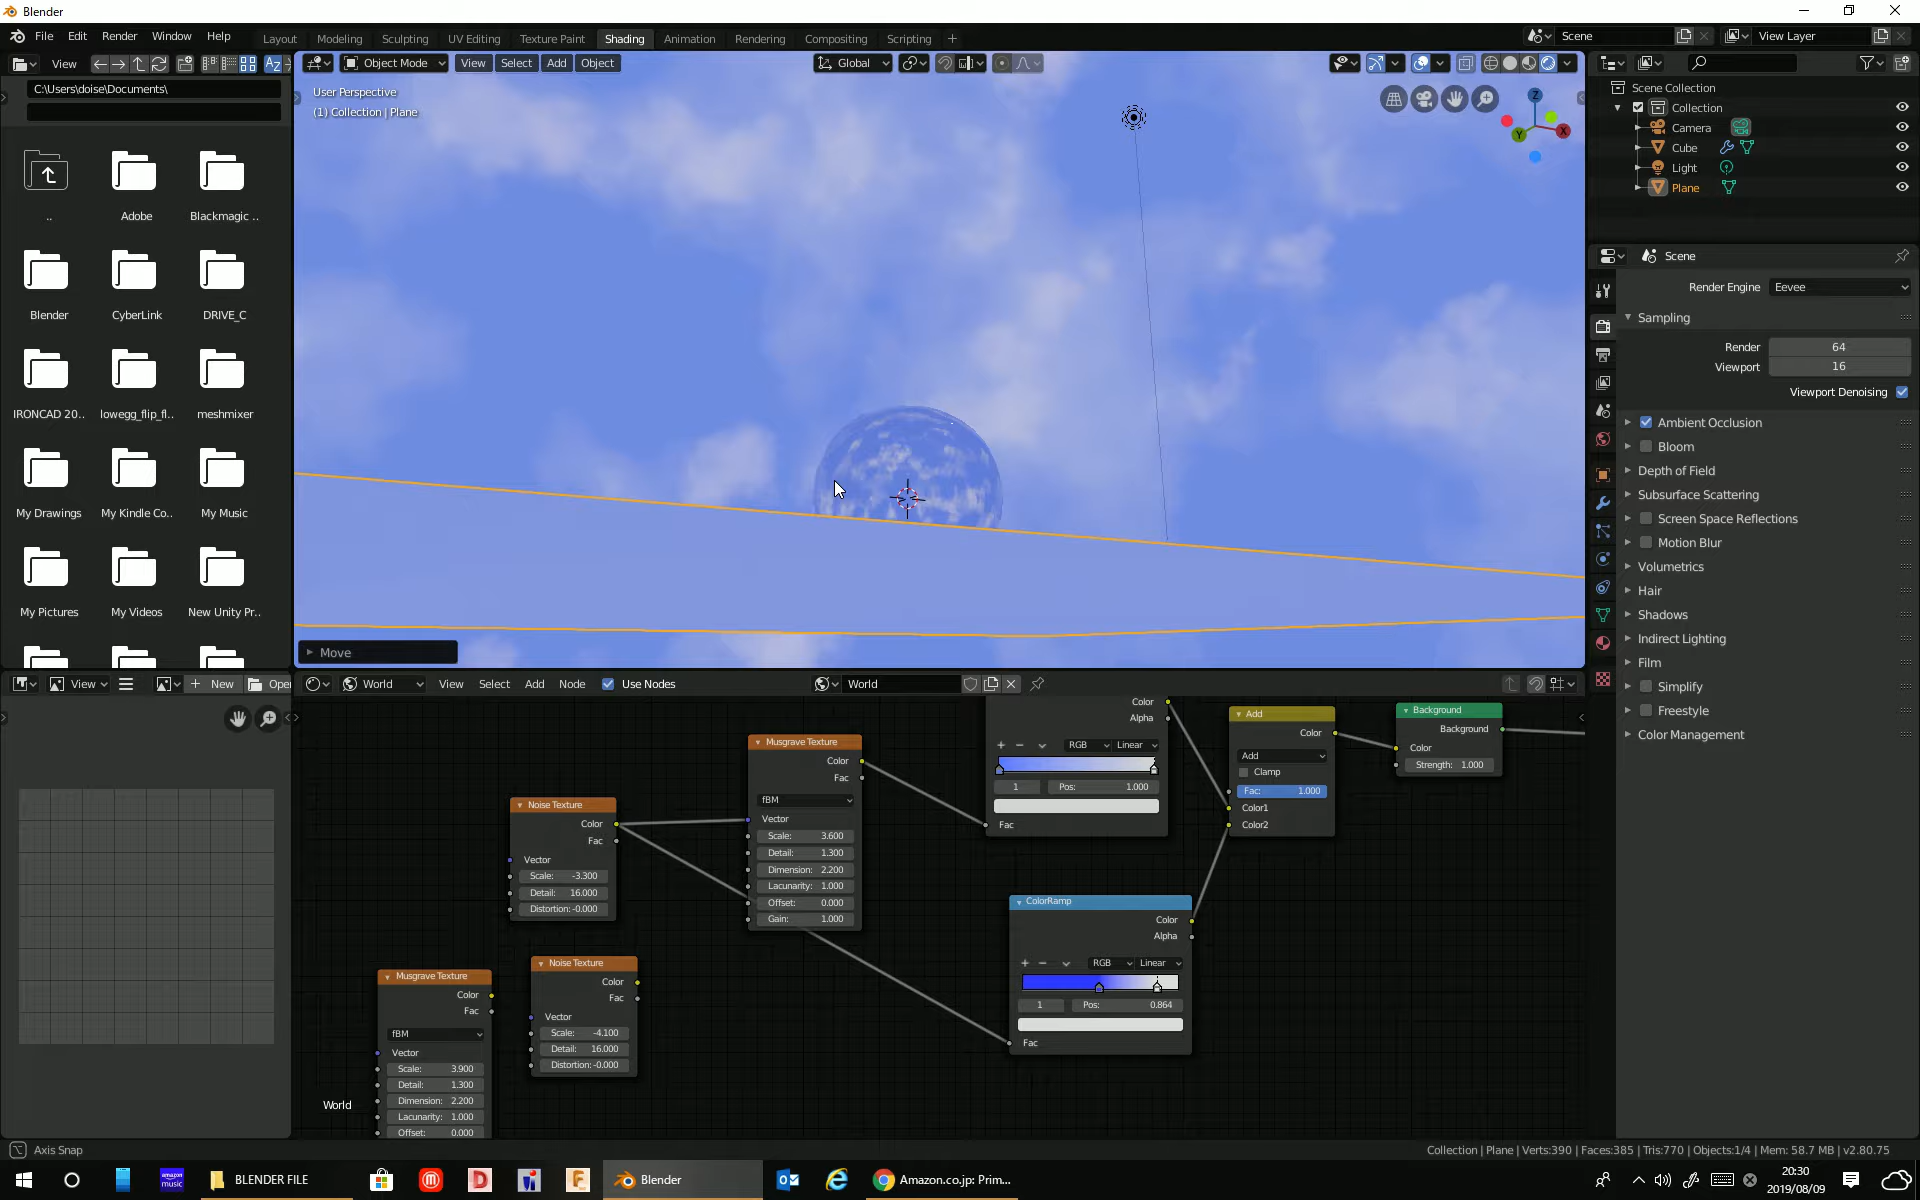 Blender
File Edit Render Window Help
Layout Modeling Sculpting UV Editing Texture Paint Shading Animation Rendering Compositing Scripting +
Scene
View Layer
View
C:\Users\doise\Documents\
..
Adobe
Blackmagic ..
Blender
CyberLink
DRIVE_C
IRONCAD 20..
lowegg_flip_fl..
meshmixer
My Drawings
My Kindle Co..
My Music
My Pictures
My Videos
New Unity Pr..
Object Mode View Select Add Object
Global
User Perspective
(1) Collection | Plane
Z
X
Y
Move
Scene Collection
Collection
Camera
Cube
Light
Plane
Scene
Render Engine Eevee
Sampling
Render 64
Viewport 16
Viewport Denoising
Ambient Occlusion
Bloom
Depth of Field
Subsurface Scattering
Screen Space Reflections
Motion Blur
Volumetrics
Hair
Shadows
Indirect Lighting
Film
Simplify
Freestyle
Color Management
View
New
Open
World View Select Add Node Use Nodes
World
Noise Texture
Color
Fac
Vector
Scale: -3.300
Detail: 16.000
Distortion:-0.000
Musgrave Texture
Color
Fac
fBM
Vector
Scale: 3.600
Detail: 1.300
Dimension: 2.200
Lacunarity: 1.000
Offset: 0.000
Gain: 1.000
Color
Alpha
RGB Linear
1 Pos: 1.000
Fac
Add
Color
Add
Clamp
Fac: 1.000
Color1
Color2
Background
Background
Color
Strength: 1.000
Musgrave Texture
Color
Fac
fBM
Vector
Scale: 3.900
Detail: 1.300
Dimension: 2.200
Lacunarity: 1.000
Offset: 0.000
Noise Texture
Color
Fac
Vector
Scale: -4.100
Detail: 16.000
Distortion:-0.000
ColorRamp
Color
Alpha
RGB Linear
1 Pos: 0.864
Fac
World
Axis Snap
Collection | Plane | Verts:390 | Faces:385 | Tris:770 | Objects:1/4 | Mem: 58.7 MB | v2.80.75
amazon music
BLENDER FILE
Blender
Amazon.co.jp: Prim...
20:30
2019/08/09